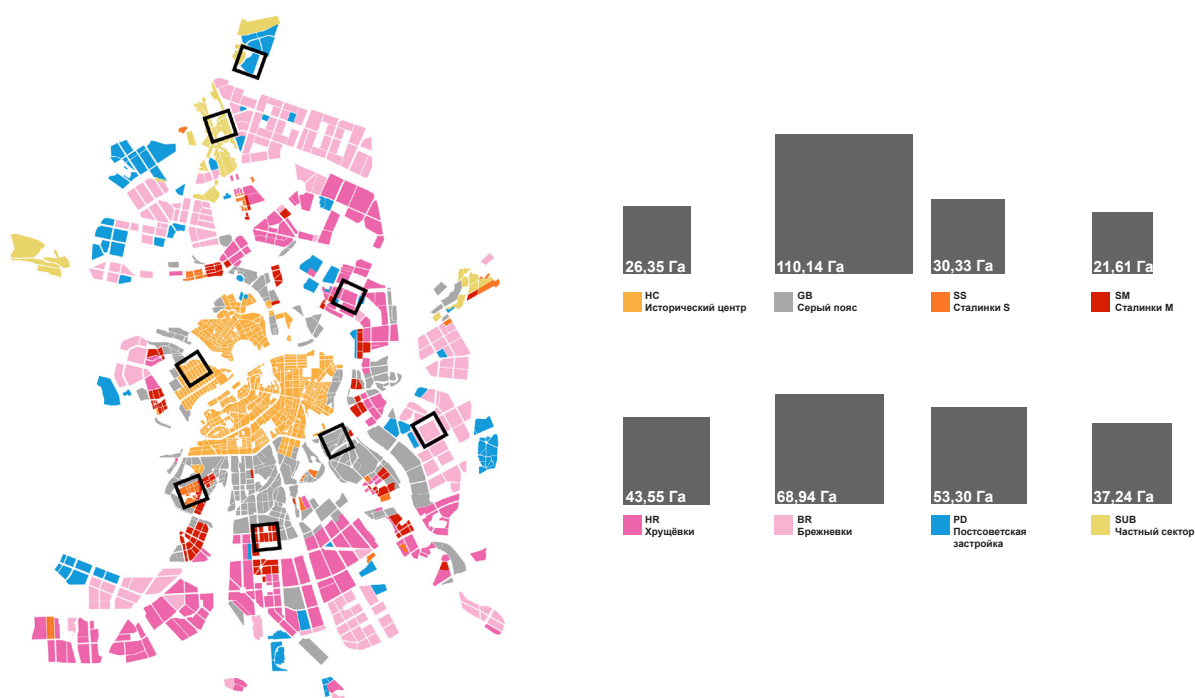 26,35 Га
110,14 Га
30,33 Га
21,61 Га
HC
Исторический центр
GB
Серый пояс
SS
Сталинки S
SM
Сталинки M
43,55 Га
68,94 Га
53,30 Га
37,24 Га
HR
Хрущёвки
BR
Брежневки
PD
Постсоветская
застройка
SUB
Частный сектор